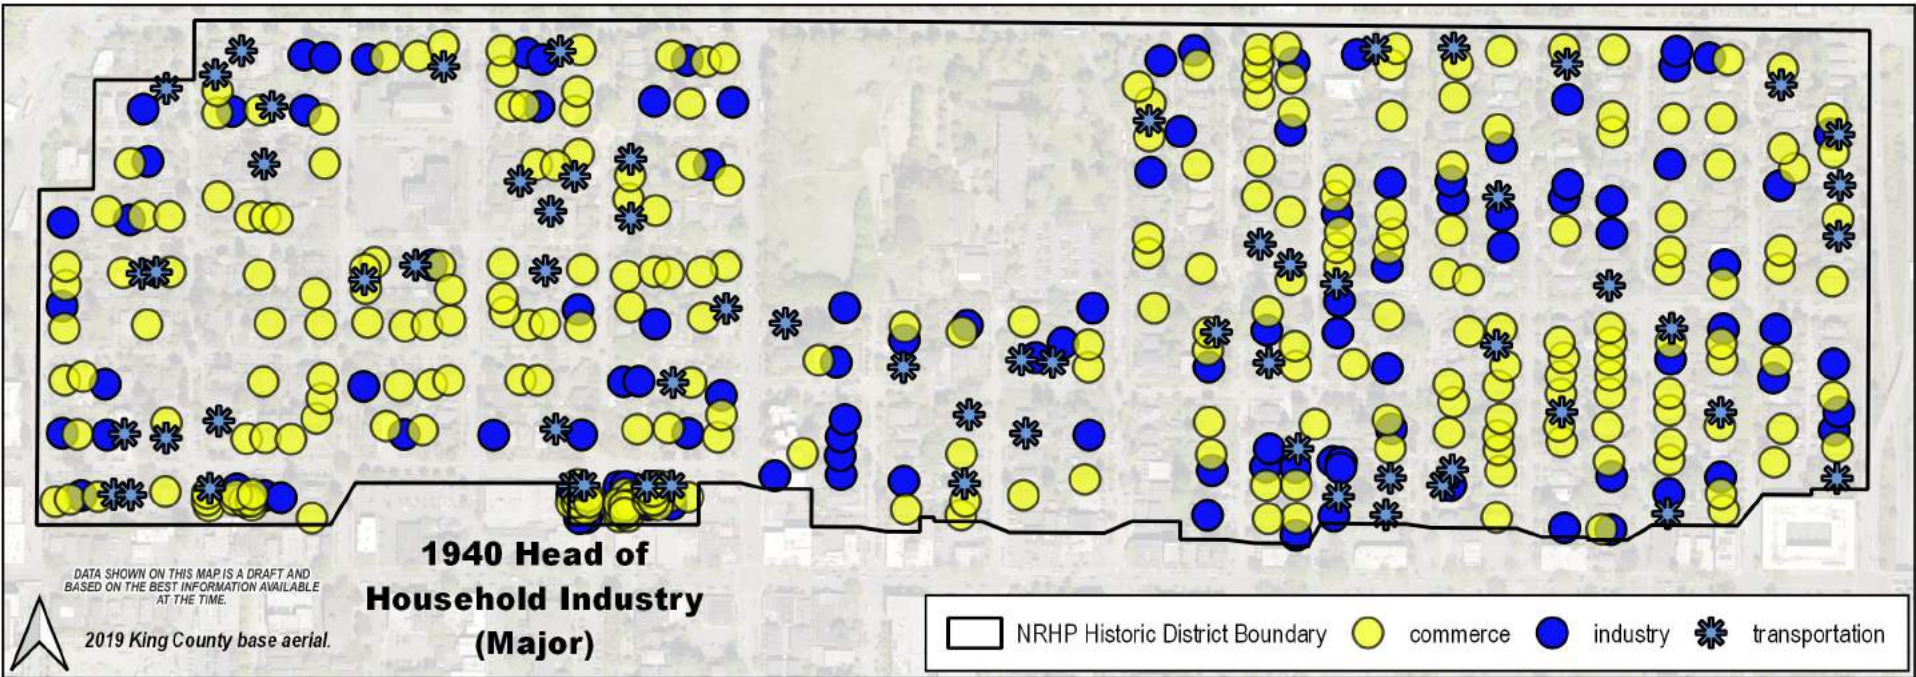 1940 Head of
Household Industry
(Major)
DATA SHOWN ON THIS MAP IS A DRAFT AND
BASED ON THE BEST INFORMATION AVAILABLE
AT THE TIME.
2019 King County base aerial.
NRHP Historic District Boundary
commerce
industry
transportation